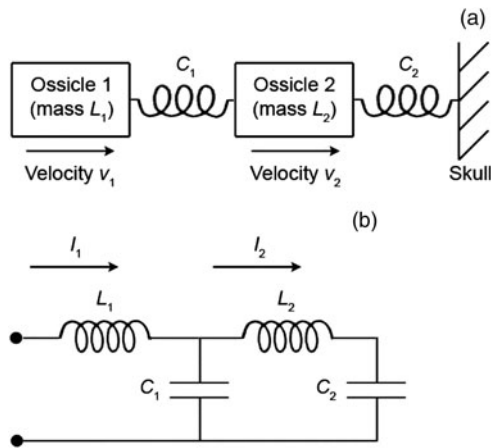 (a)
Ossicle 1
(mass L₁)
C₁
Ossicle 2
(mass L₂)
C₂
Velocity v₁
Velocity v₂
Skull
(b)
I₁
I₂
L₁
L₂
C₁
C₂